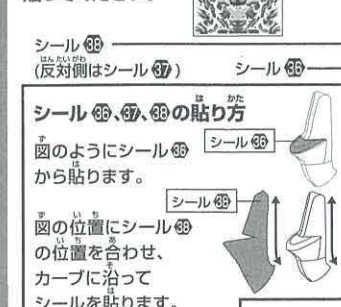 シール㊳
(反対側はシール㊲)
シール㊱
シール㊱、㊲、㊳の貼り方
図のようにシール㊱
から貼ります。
シール㊱
シール㊳
図の位置にシール㊳
の位置を合わせ、
カーブに沿って
シールを貼ります。